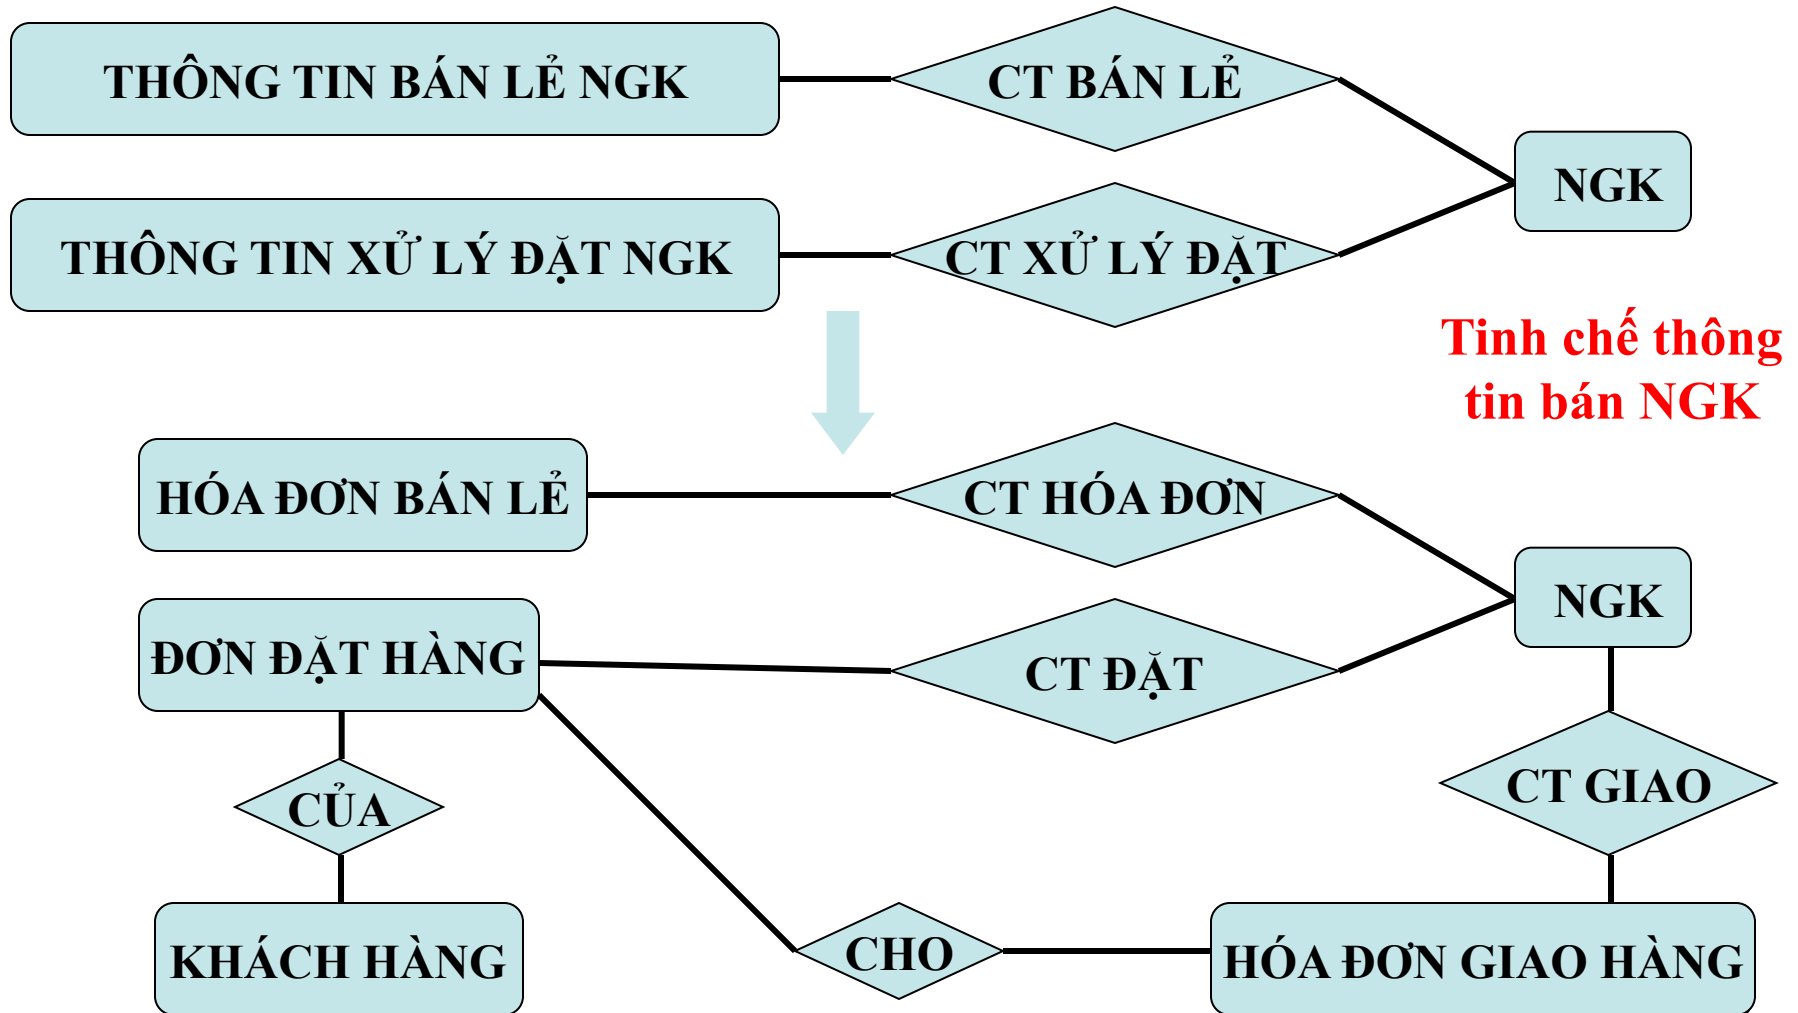 THÔNG TIN BÁN LẺ NGK
CT BÁN LẺ
NGK
THÔNG TIN XỬ LÝ ĐẶT NGK
CT XỬ LÝ ĐẶT
Tinh chế thông
tin bán NGK
HÓA ĐƠN BÁN LẺ
CT HÓA ĐƠN
NGK
ĐƠN ĐẶT HÀNG
CT ĐẶT
CT GIAO
CỦA
KHÁCH HÀNG
CHO
HÓA ĐƠN GIAO HÀNG